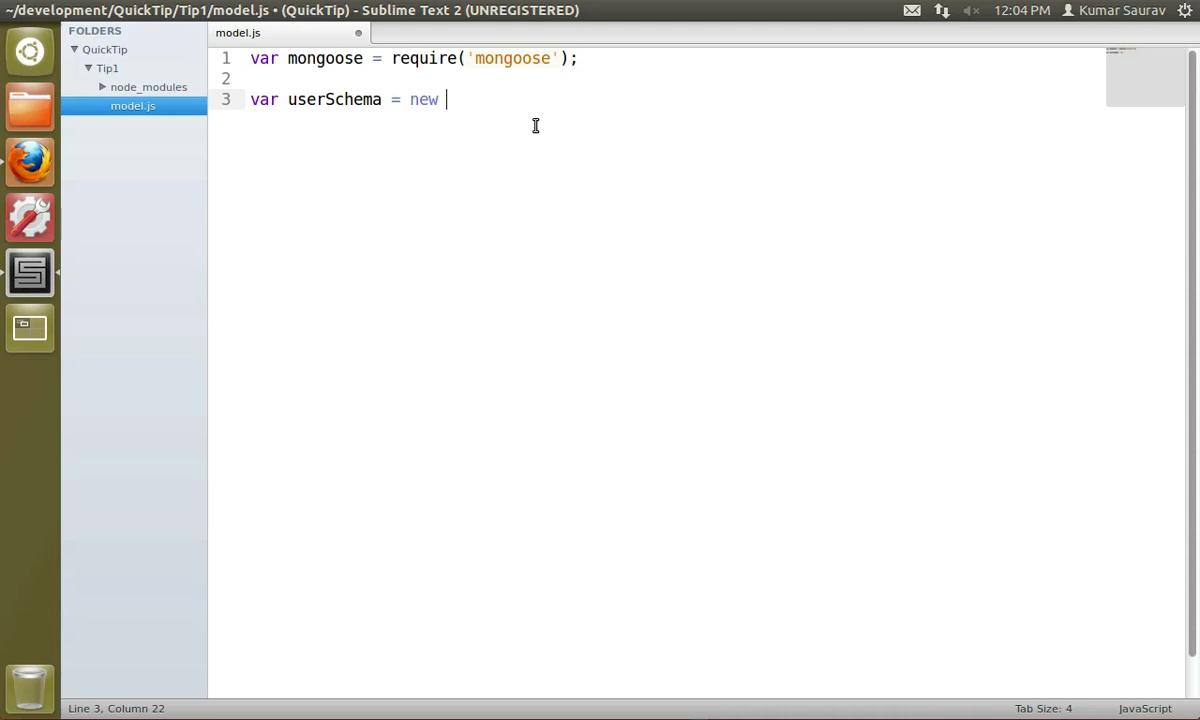 ~/development/QuickTip/Tip1/model.js • (QuickTip) - Sublime Text 2 (UNREGISTERED)
12:04 PM Kumar Saurav
FOLDERS
QuickTip
Tip1
node_modules
model.js
model.js
1 var mongoose = require('mongoose');
2
3 var userSchema = new
Line 3, Column 22
Tab Size: 4
JavaScript